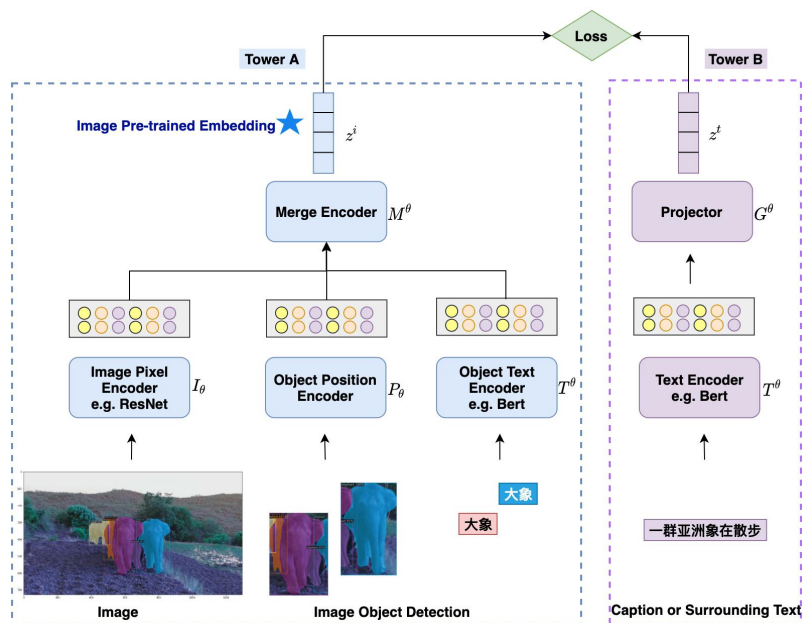 Loss
Tower A
Tower B
Image Pre-trained Embedding
zⁱ
zᵗ
Merge Encoder
M^θ
Projector
G^θ
Image Pixel
Encoder
e.g. ResNet
I_θ
Object Position
Encoder
P_θ
Object Text
Encoder
e.g. Bert
T^θ
Text Encoder
e.g. Bert
T^θ
大象
大象
一群亚洲象在散步
Image
Image Object Detection
Caption or Surrounding Text